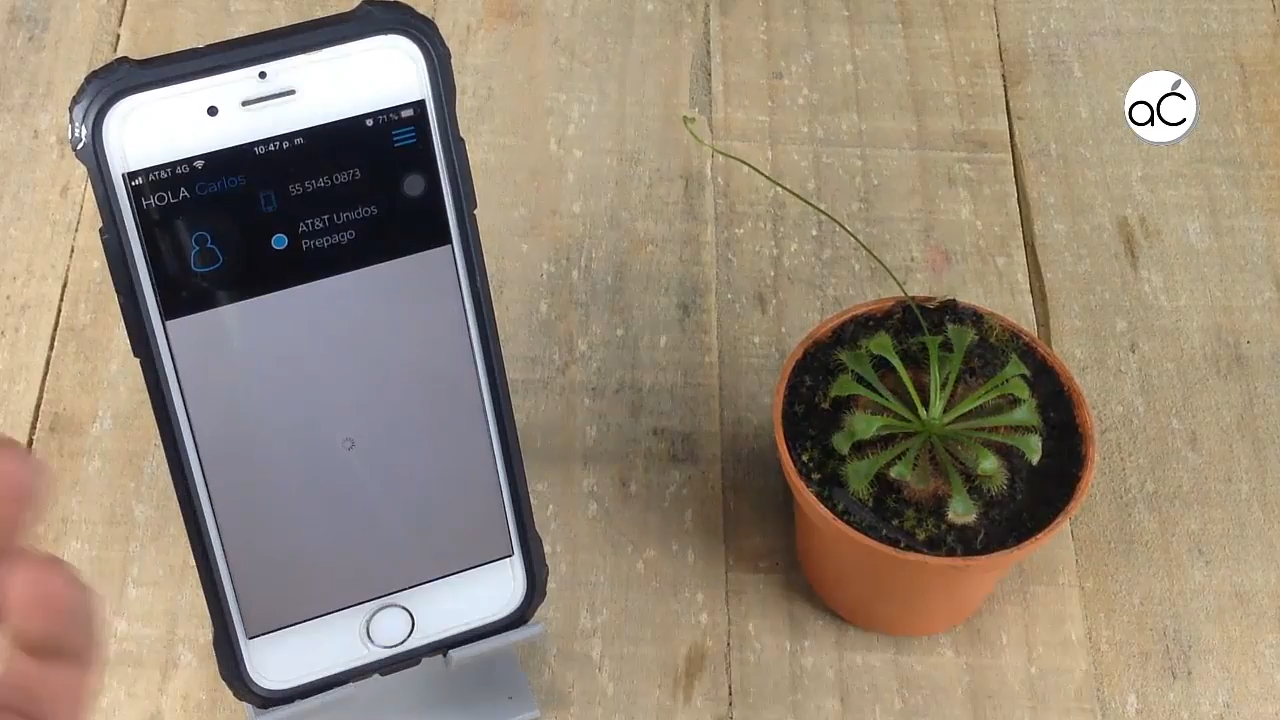 AT&T 4G
10:47 p. m.
71 %
HOLA Carlos
55 5145 0873
AT&T Unidos
Prepago
aC